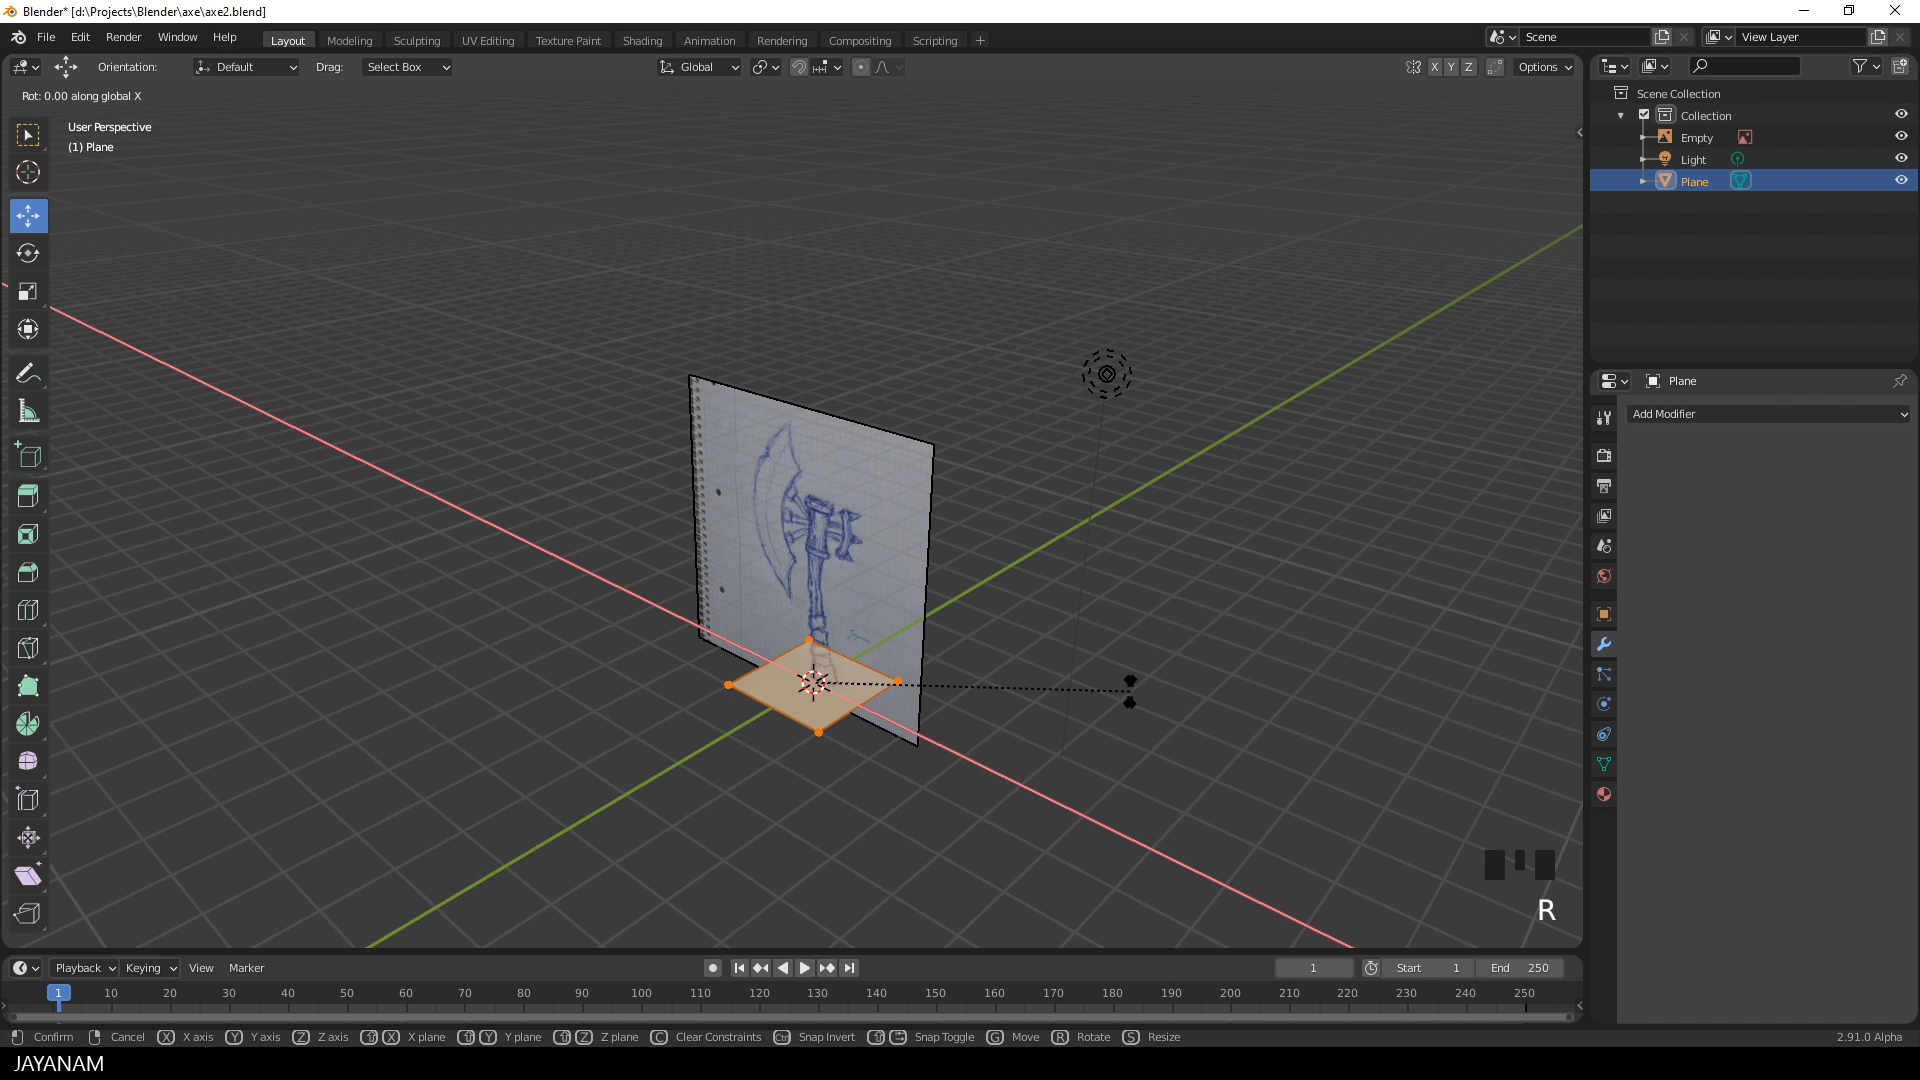 Blender* [d:\Projects\Blender\axe\axe2.blend]
File Edit Render Window Help
Layout Modeling Sculpting UV Editing Texture Paint Shading Animation Rendering Compositing Scripting +
Scene
View Layer
Orientation: Default Drag: Select Box
Global
X Y Z Options
Rot: 0.00 along global X
User Perspective
(1) Plane
Scene Collection
Collection
Empty
Light
Plane
Plane
Add Modifier
R
Playback Keying View Marker
1 Start 1 End 250
1 10 20 30 40 50 60 70 80 90 100 110 120 130 140 150 160 170 180 190 200 210 220 230 240 250
Confirm Cancel X X axis Y Y axis Z Z axis X X plane Y Y plane Z Z plane C Clear Constraints Ctrl Snap Invert Snap Toggle G Move R Rotate S Resize 2.91.0 Alpha
JAYANAM